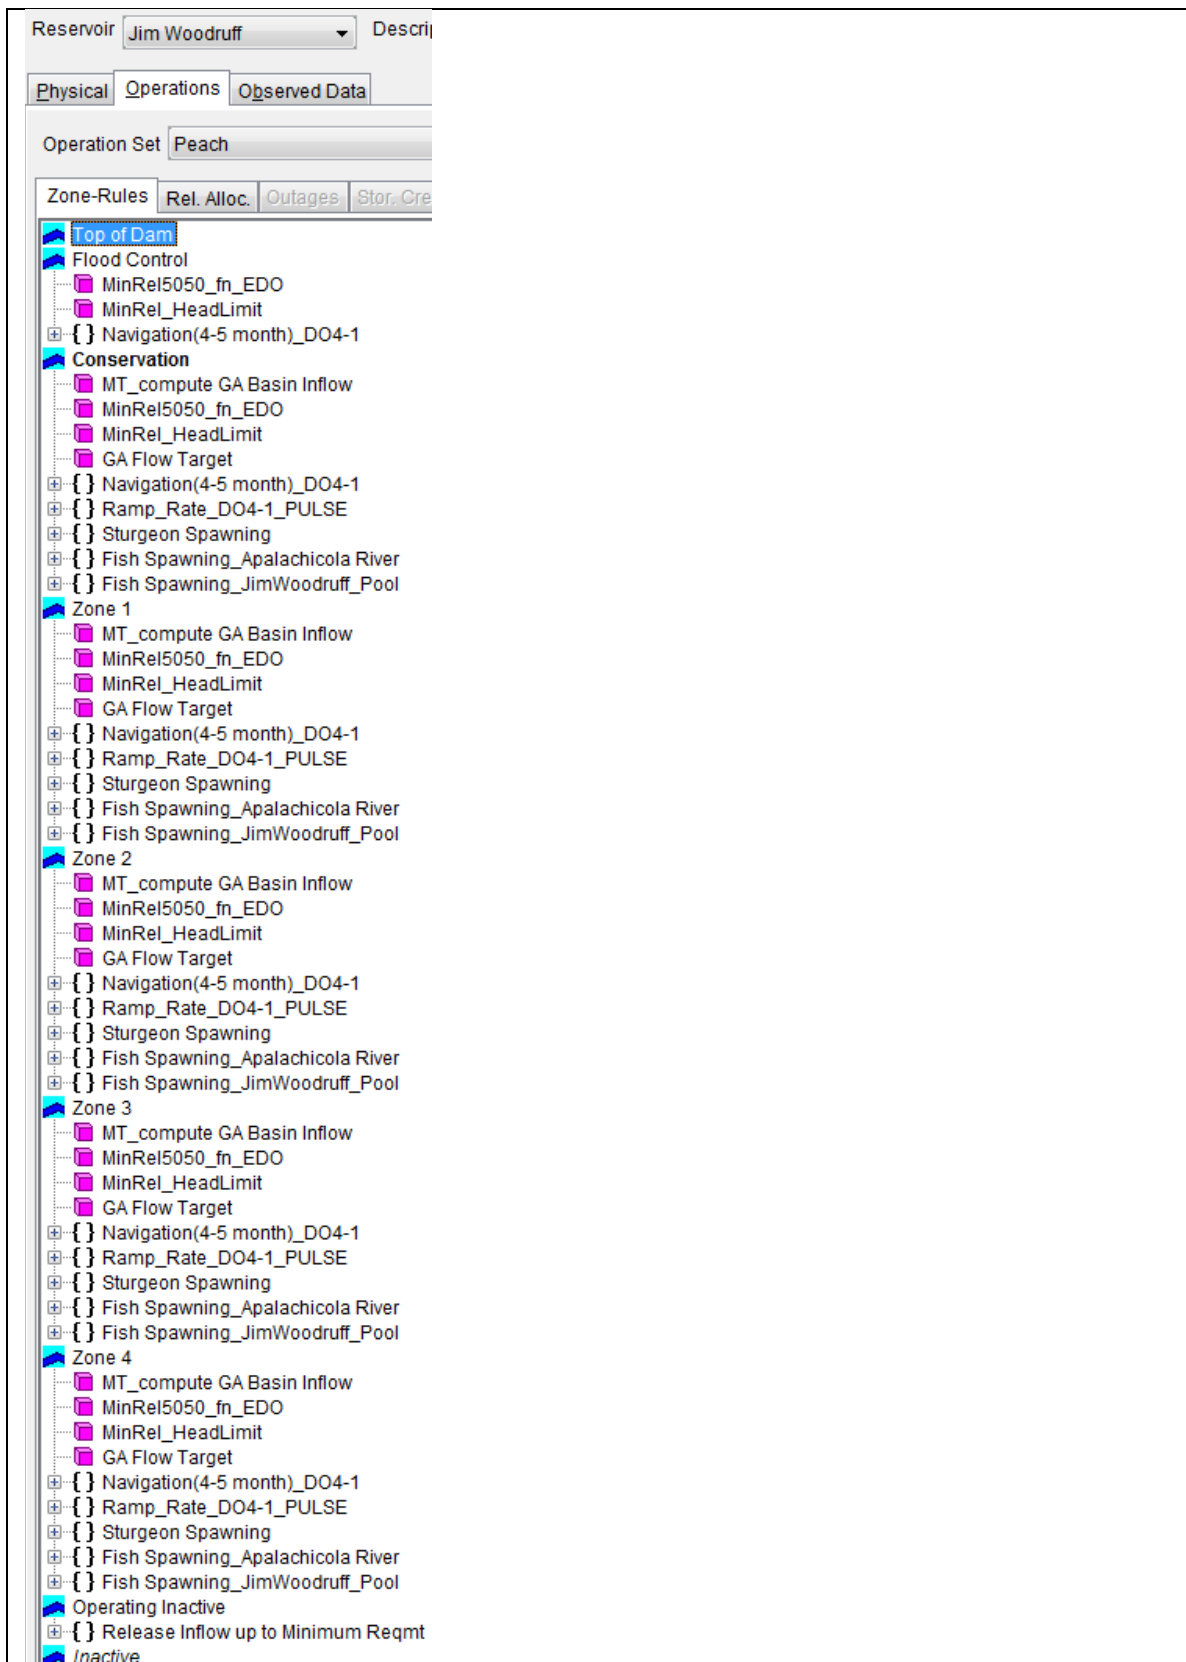 Reservoir Jim Woodruff Descri
Physical Operations Observed Data
Operation Set Peach
Zone-Rules Rel. Alloc. Outages Stor. Cre
Top of Dam
Flood Control
MinRel5050_fn_EDO
MinRel_HeadLimit
{ } Navigation(4-5 month)_DO4-1
Conservation
MT_compute GA Basin Inflow
MinRel5050_fn_EDO
MinRel_HeadLimit
GA Flow Target
{ } Navigation(4-5 month)_DO4-1
{ } Ramp_Rate_DO4-1_PULSE
{ } Sturgeon Spawning
{ } Fish Spawning_Apalachicola River
{ } Fish Spawning_JimWoodruff_Pool
Zone 1
MT_compute GA Basin Inflow
MinRel5050_fn_EDO
MinRel_HeadLimit
GA Flow Target
{ } Navigation(4-5 month)_DO4-1
{ } Ramp_Rate_DO4-1_PULSE
{ } Sturgeon Spawning
{ } Fish Spawning_Apalachicola River
{ } Fish Spawning_JimWoodruff_Pool
Zone 2
MT_compute GA Basin Inflow
MinRel5050_fn_EDO
MinRel_HeadLimit
GA Flow Target
{ } Navigation(4-5 month)_DO4-1
{ } Ramp_Rate_DO4-1_PULSE
{ } Sturgeon Spawning
{ } Fish Spawning_Apalachicola River
{ } Fish Spawning_JimWoodruff_Pool
Zone 3
MT_compute GA Basin Inflow
MinRel5050_fn_EDO
MinRel_HeadLimit
GA Flow Target
{ } Navigation(4-5 month)_DO4-1
{ } Ramp_Rate_DO4-1_PULSE
{ } Sturgeon Spawning
{ } Fish Spawning_Apalachicola River
{ } Fish Spawning_JimWoodruff_Pool
Zone 4
MT_compute GA Basin Inflow
MinRel5050_fn_EDO
MinRel_HeadLimit
GA Flow Target
{ } Navigation(4-5 month)_DO4-1
{ } Ramp_Rate_DO4-1_PULSE
{ } Sturgeon Spawning
{ } Fish Spawning_Apalachicola River
{ } Fish Spawning_JimWoodruff_Pool
Operating Inactive
{ } Release Inflow up to Minimum Reqmt
Inactive